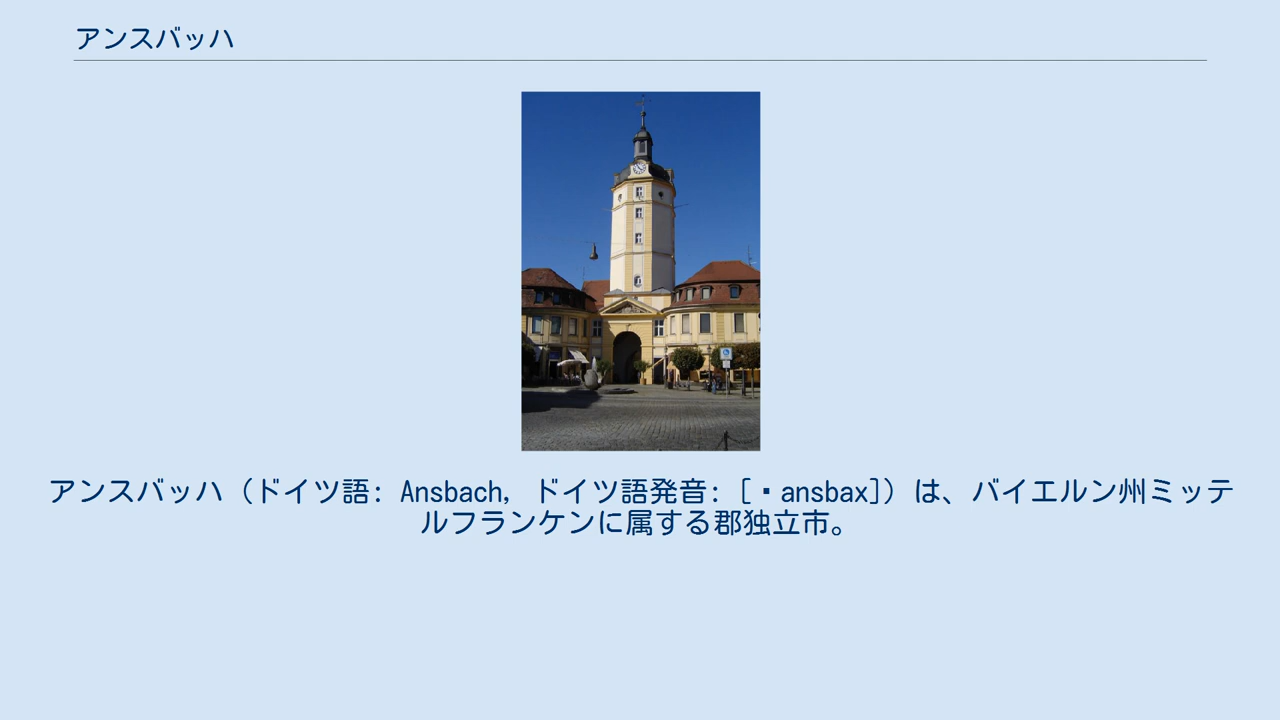 アンスバッハ
アンスバッハ（ドイツ語: Ansbach, ドイツ語発音: [▪ansbax]）は、バイエルン州ミッテ
ルフランケンに属する郡独立市。